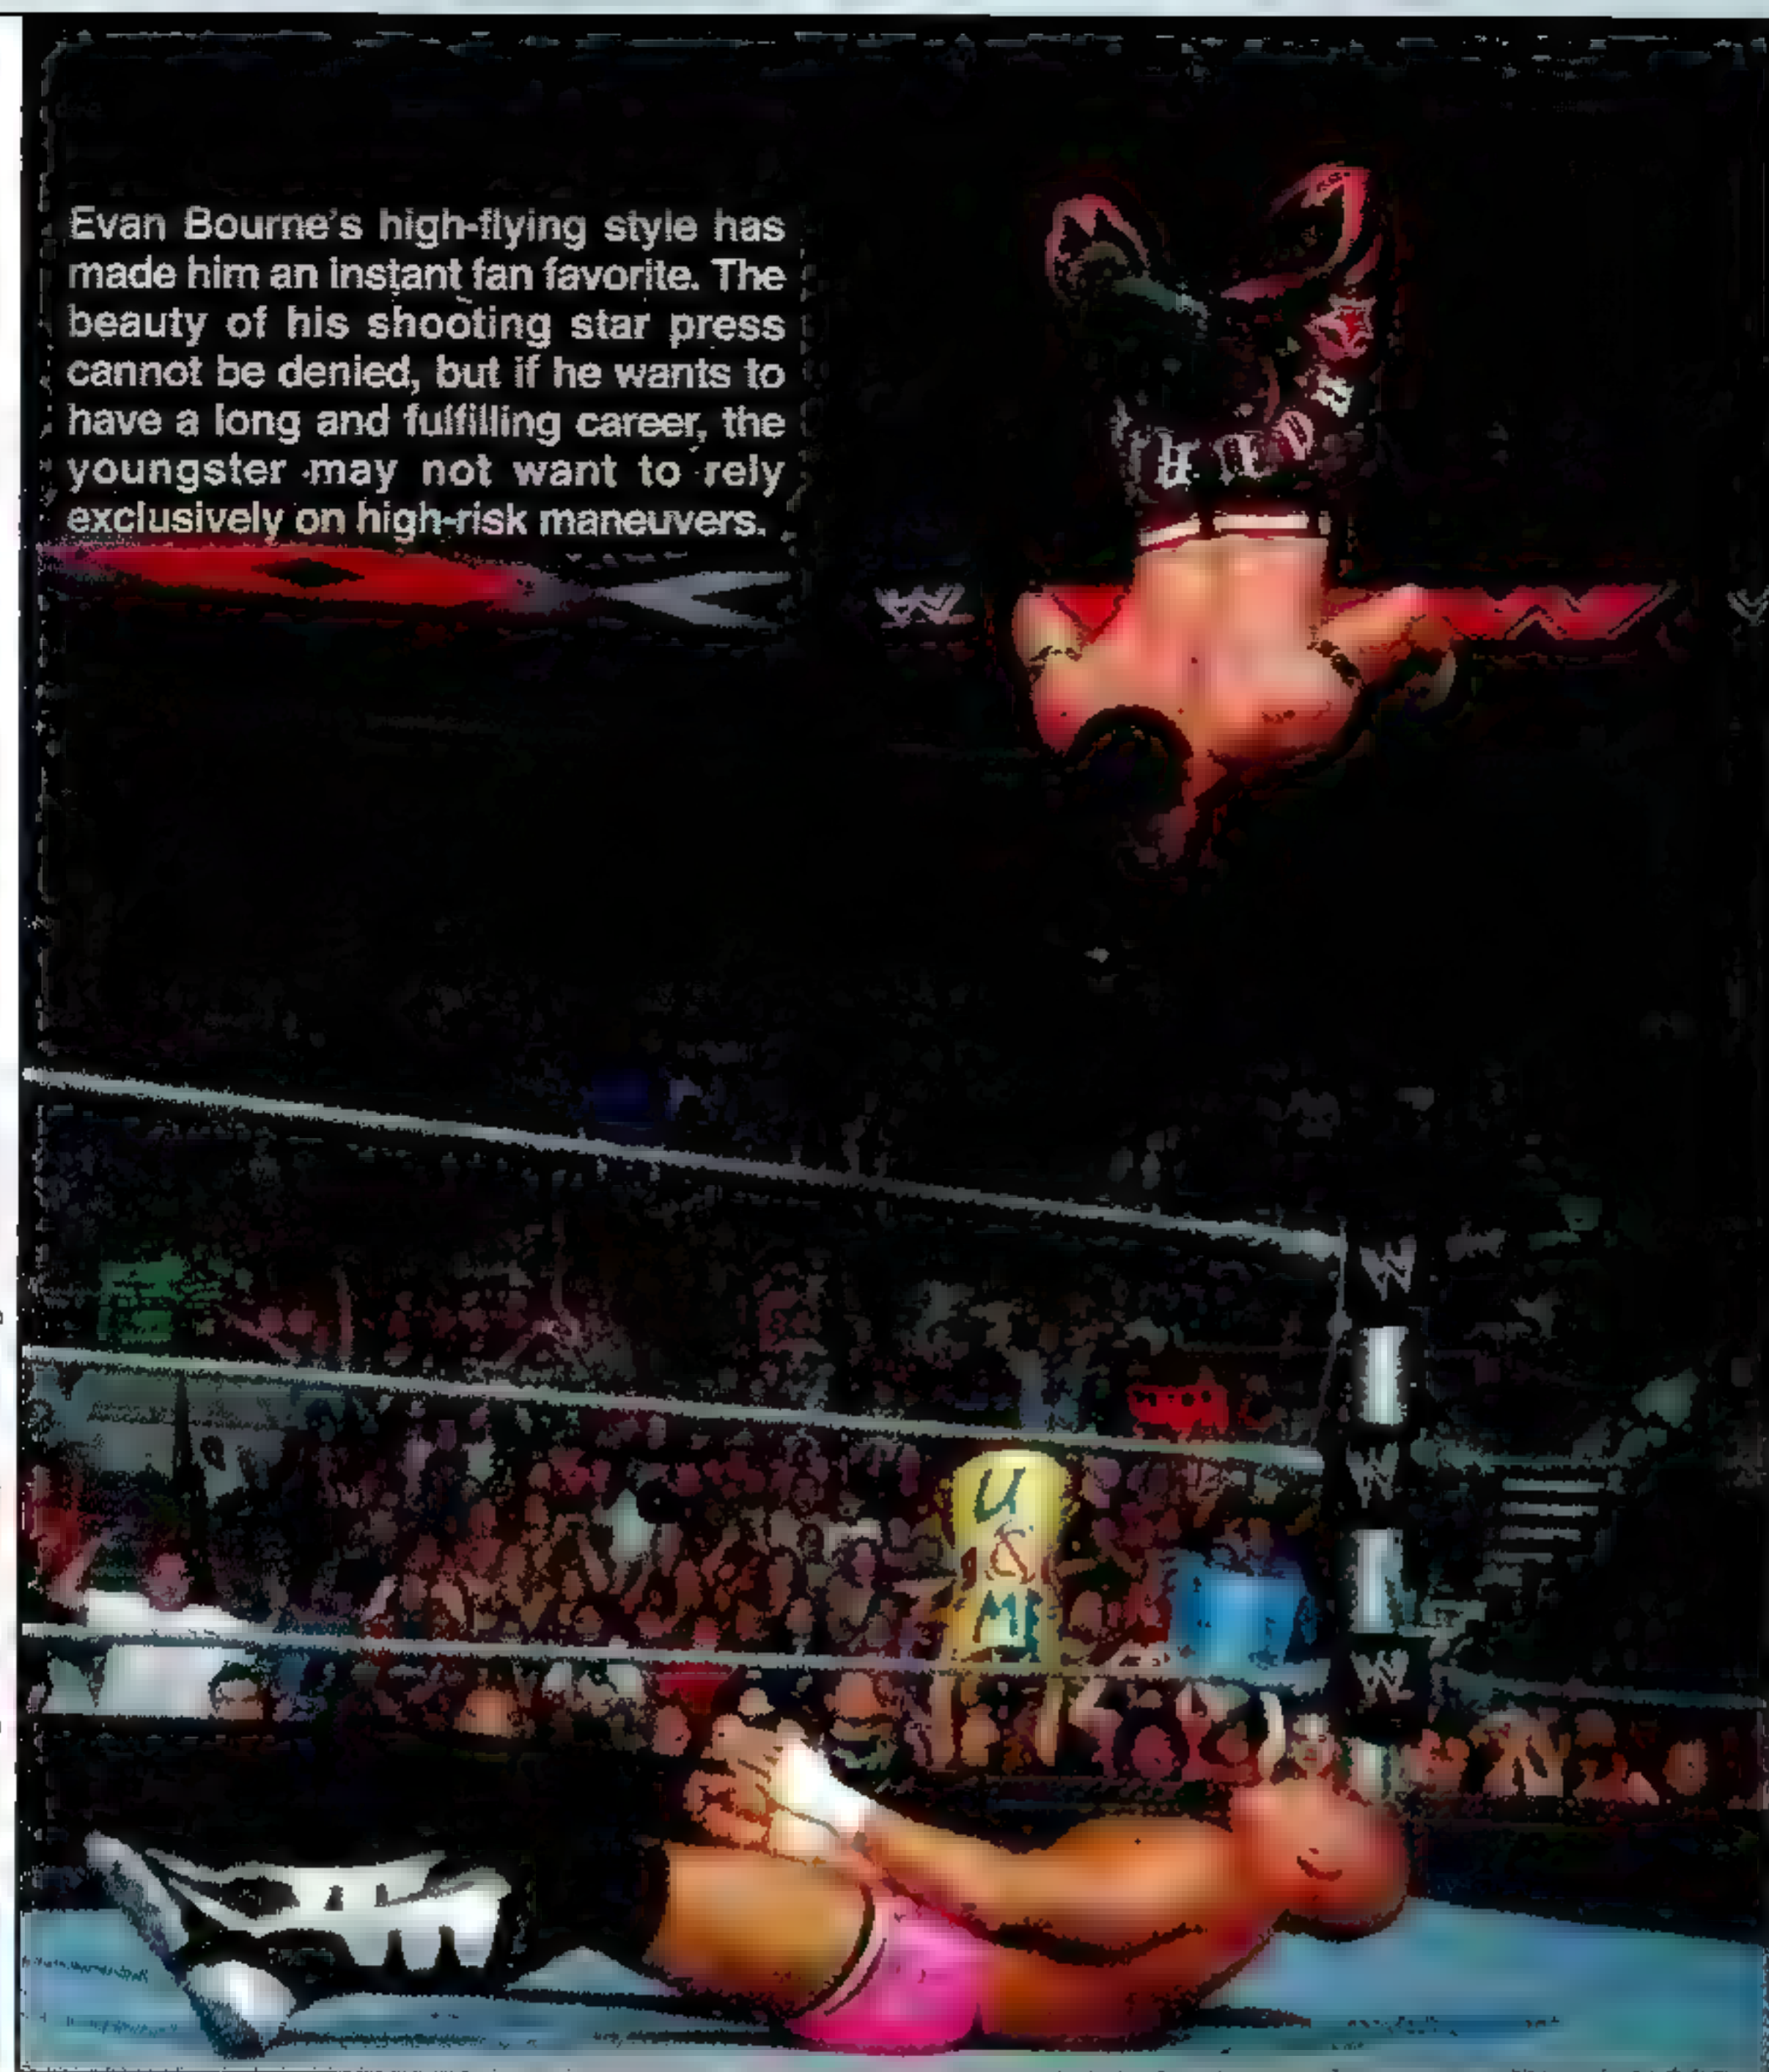 Evan Bourne's high-flying style has
made him an instant fan favorite. The
beauty of his shooting star press
cannot be denied, but if he wants to
have a long and fulfilling career, the
youngster may not want to rely
exclusively on high-risk maneuvers.
W
W
U
&
ME
W
W